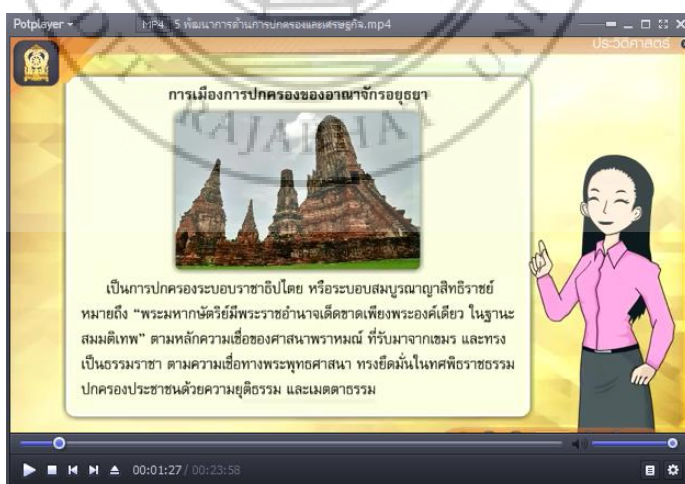 Potplayer
MP4
5 พัฒนาการด้านการปกครองและเศรษฐกิจ.mp4
ประวัติศาสตร์
การเมืองการปกครองของอาณาจักรอยุธยา
RAJABHAT
เป็นการปกครองระบอบราชาธิปไตย หรือระบอบสมบูรณาญาสิทธิราชย์
หมายถึง “พระมหากษัตริย์มีพระราชอำนาจเด็ดขาดเพียงพระองค์เดียว ในฐานะ
สมมติเทพ” ตามหลักความเชื่อของศาสนาพราหมณ์ ที่รับมาจากเขมร และทรง
เป็นธรรมราชา ตามความเชื่อทางพระพุทธศาสนา ทรงยึดมั่นในทศพิธราชธรรม
ปกครองประชาชนด้วยความยุติธรรม และเมตตาธรรม
00:01:27 / 00:23:58